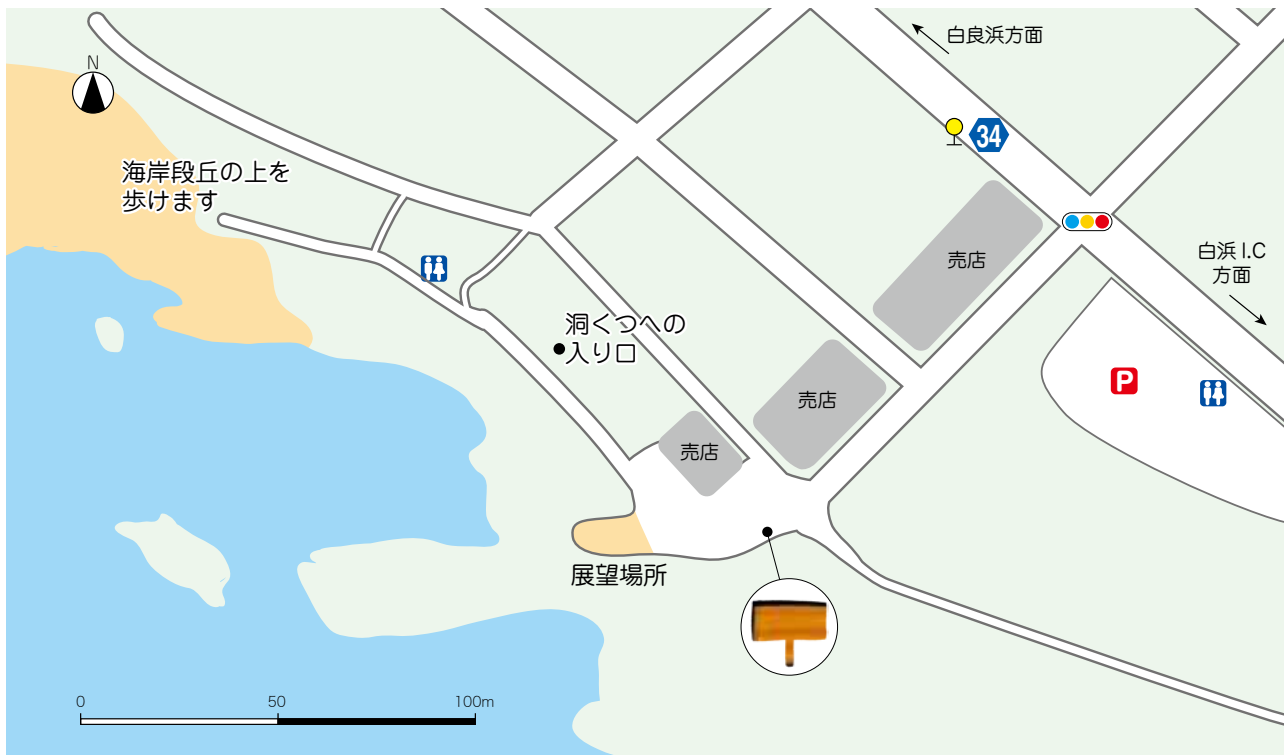 白良浜方面
N
34
海岸段丘の上を
歩けます
白浜 I.C
方面
売店
洞くつへの
入り口
P
売店
売店
展望場所
0 50 100m